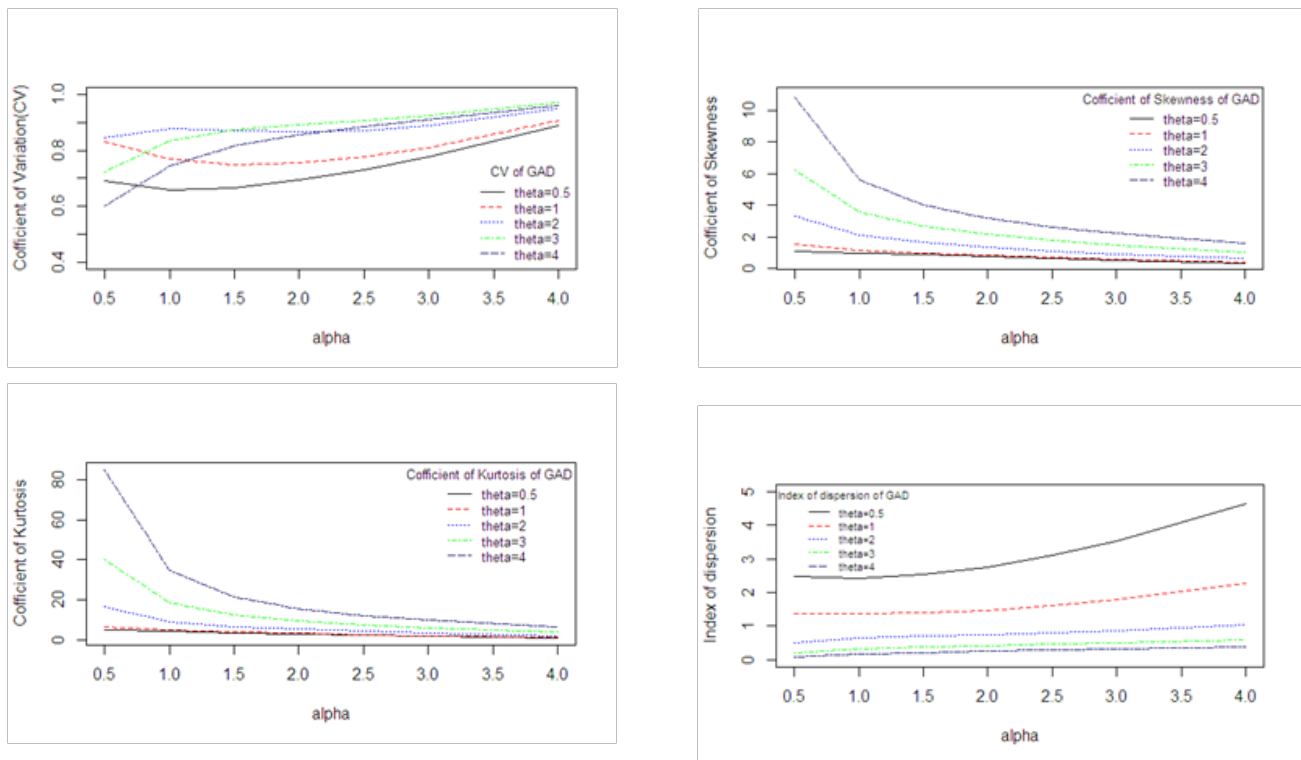 Cofficient of Variation(CV)
1.0
0.8
0.6
0.4
CV of GAD
theta=0.5
theta=1
theta=2
theta=3
theta=4
0.5 1.0 1.5 2.0 2.5 3.0 3.5 4.0
alpha
Cofficient of Skewness
10
8
6
4
2
0
Cofficient of Skewness of GAD
theta=0.5
theta=1
theta=2
theta=3
theta=4
0.5 1.0 1.5 2.0 2.5 3.0 3.5 4.0
alpha
Cofficient of Kurtosis
80
60
40
20
0
Cofficient of Kurtosis of GAD
theta=0.5
theta=1
theta=2
theta=3
theta=4
0.5 1.0 1.5 2.0 2.5 3.0 3.5 4.0
alpha
Index of dispersion
5
4
3
2
1
0
Index of dispersion of GAD
theta=0.5
theta=1
theta=2
theta=3
theta=4
0.5 1.0 1.5 2.0 2.5 3.0 3.5 4.0
alpha